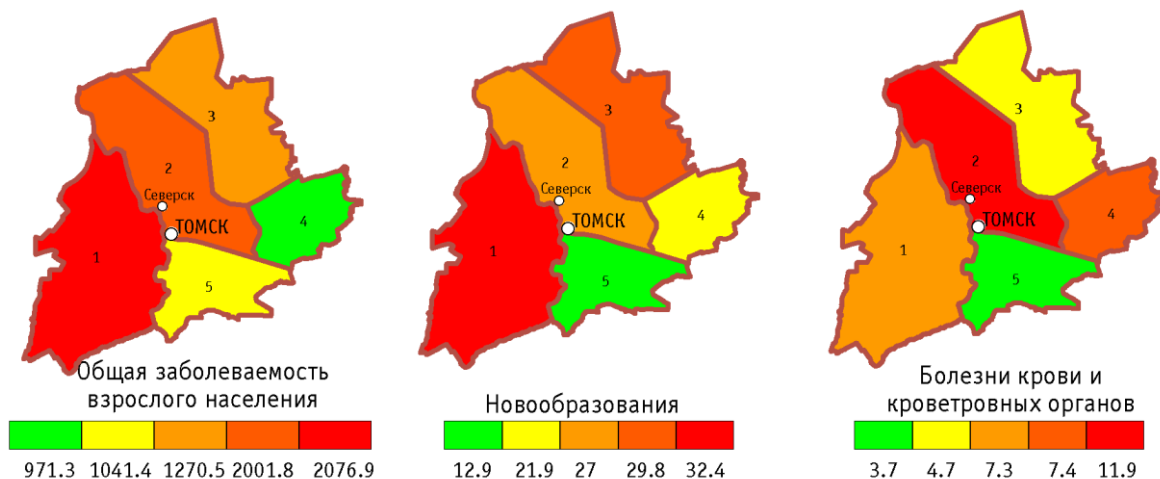 3
2
Северск
ТОМСК
4
1
5
Общая заболеваемость
взрослого населения
971.3 1041.4 1270.5 2001.8 2076.9
3
2
Северск
ТОМСК
4
1
5
Новообразования
12.9 21.9 27 29.8 32.4
3
2
Северск
ТОМСК
4
1
5
Болезни крови и
кроветровных органов
3.7 4.7 7.3 7.4 11.9